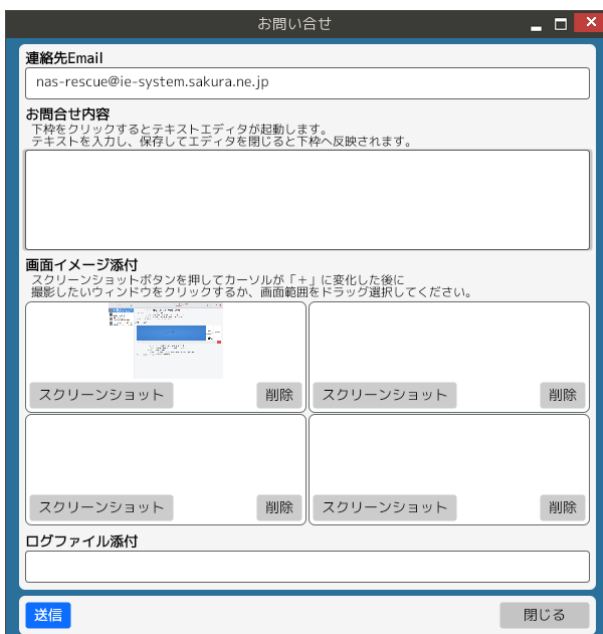 お問い合せ
連絡先Email
nas-rescue@ie-system.sakura.ne.jp
お問合せ内容
下枠をクリックするとテキストエディタが起動します。
テキストを入力し、保存してエディタを閉じると下枠へ反映されます。
画面イメージ添付
スクリーンショットボタンを押してカーソルが「+」に変化した後に
撮影したいウィンドウをクリックするか、画面範囲をドラッグ選択してください。
スクリーンショット 削除 スクリーンショット 削除
スクリーンショット 削除 スクリーンショット 削除
ログファイル添付
送信 閉じる